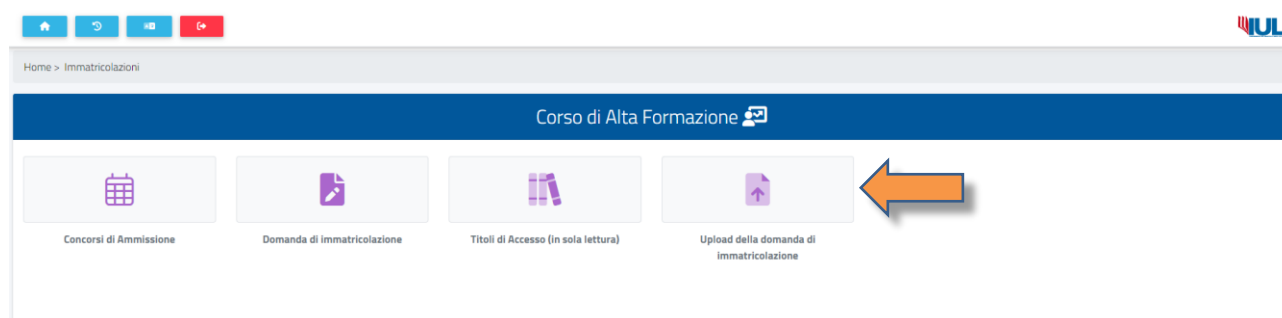 IUL
Home > Immatricolazioni
Corso di Alta Formazione
Concorsi di Ammissione
Domanda di immatricolazione
Titoli di Accesso (in sola lettura)
Upload della domanda di
immatricolazione